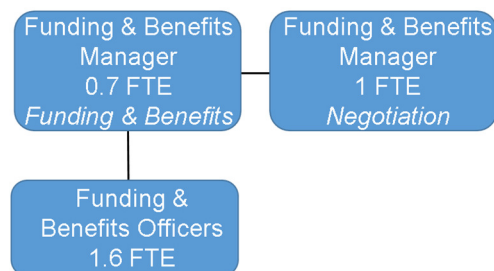 Funding & Benefits
Manager
0.7 FTE
Funding & Benefits
Funding & Benefits
Manager
1 FTE
Negotiation
Funding &
Benefits Officers
1.6 FTE